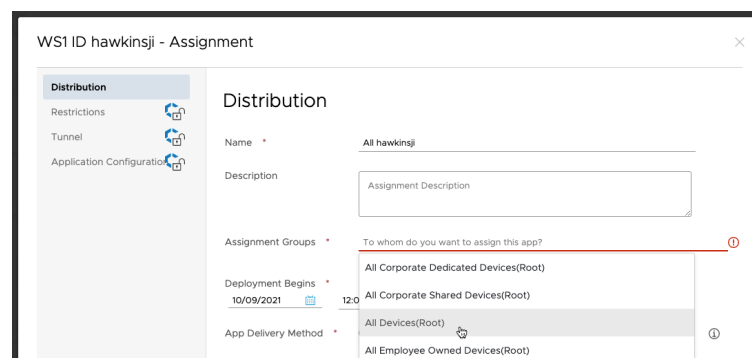 WS1 ID hawkinsji - Assignment
Distribution
Restrictions
Tunnel
Application Configuration
Distribution
Name *
All hawkinsji
Description
Assignment Description
Assignment Groups *
To whom do you want to assign this app?
All Corporate Dedicated Devices(Root)
All Corporate Shared Devices(Root)
All Devices(Root)
All Employee Owned Devices(Root)
Deployment Begins *
10/09/2021
12:0
App Delivery Method *